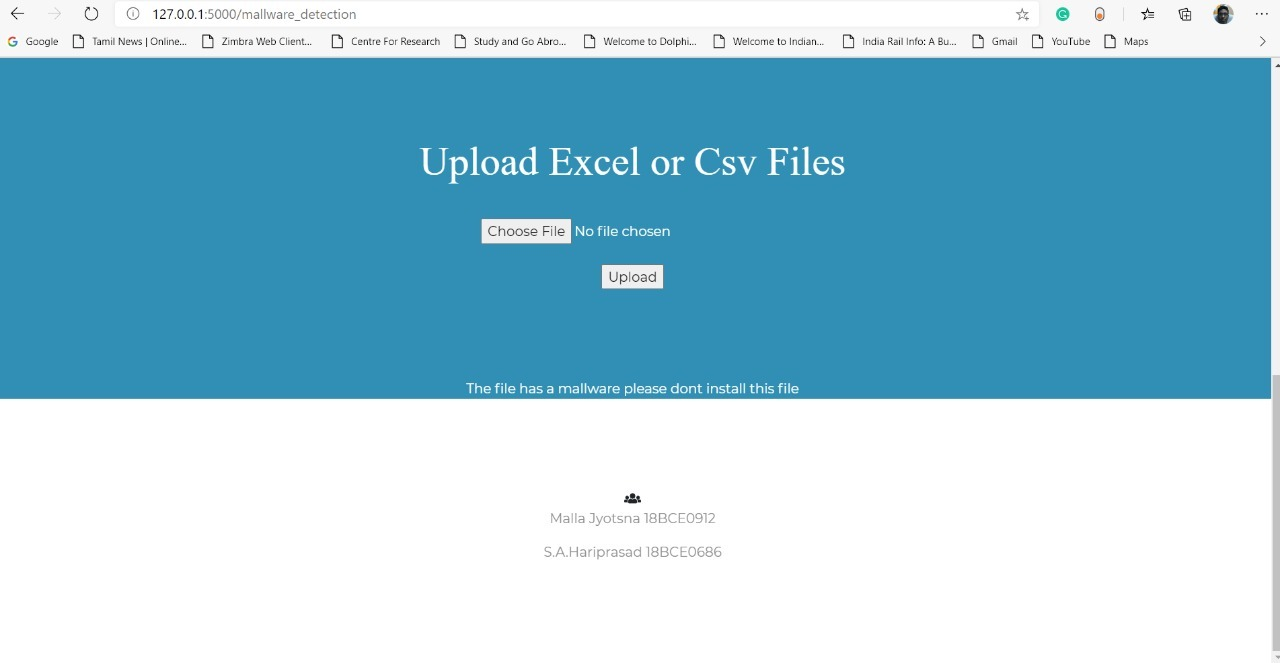 127.0.0.1:5000/mallware_detection
Google Tamil News | Online... Zimbra Web Client... Centre For Research Study and Go Abro... Welcome to Dolphi... Welcome to Indian... India Rail Info: A Bu... Gmail YouTube Maps
Upload Excel or Csv Files
Choose File No file chosen
Upload
The file has a mallware please dont install this file
Malla Jyotsna 18BCE0912
S.A.Hariprasad 18BCE0686